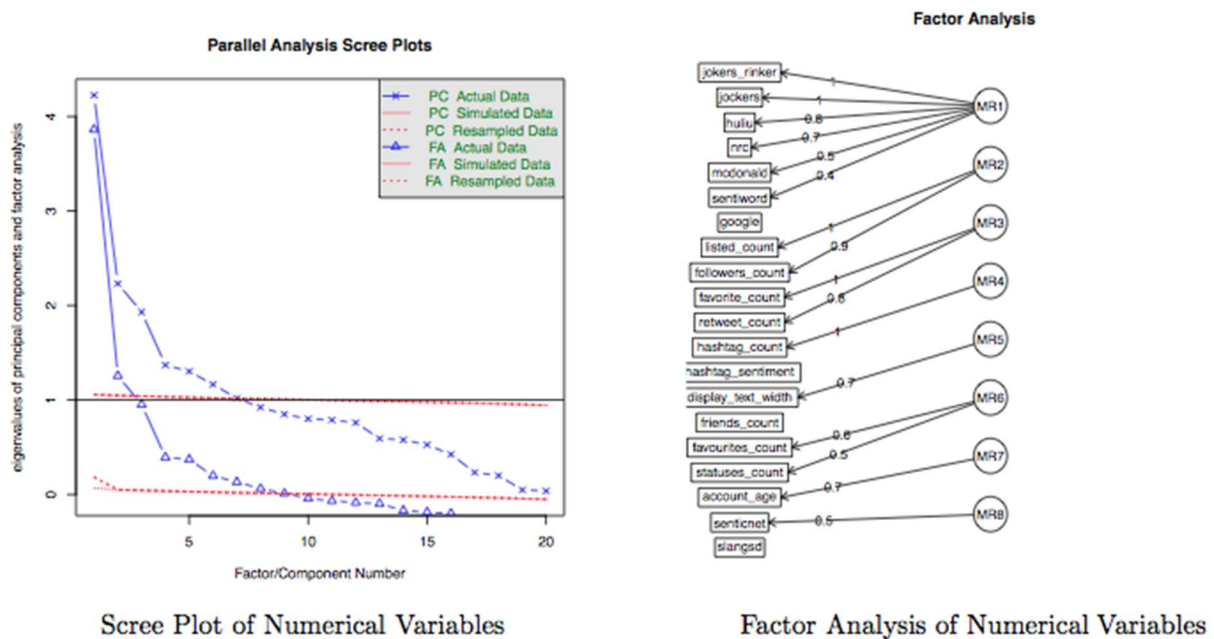 Parallel Analysis Scree Plots
eigenvalues of principal components and factor analysis
4
3
2
1
0
PC Actual Data
PC Simulated Data
PC Resampled Data
FA Actual Data
FA Simulated Data
FA Resampled Data
5
10
15
20
Factor/Component Number
Scree Plot of Numerical Variables
Factor Analysis
jokers_rinker
jockers
huliu
nrc
mcdonald
sentiword
google
listed_count
followers_count
favorite_count
retweet_count
hashtag_count
hashtag_sentiment
display_text_width
friends_count
favourites_count
statuses_count
account_age
senticnet
slangsd
1
1
0.8
0.7
0.5
0.4
1
0.9
1
1
0.7
0.5
0.7
0.5
MR1
MR2
MR3
MR4
MR5
MR6
MR7
MR8
Factor Analysis of Numerical Variables